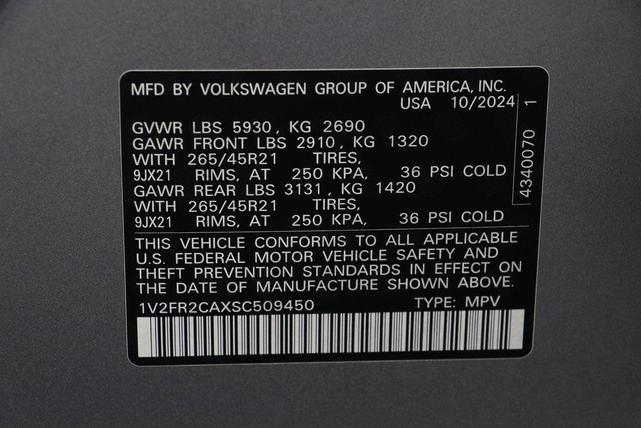 MFD BY VOLKSWAGEN GROUP OF AMERICA, INC.
USA 10/2024
GVWR LBS 5930, KG 2690
GAWR FRONT LBS 2910, KG 1320
WITH 265/45R21 TIRES,
9JX21 RIMS, AT 250 KPA, 36 PSI COLD
GAWR REAR LBS 3131, KG 1420
WITH 265/45R21 TIRES,
9JX21 RIMS, AT 250 KPA, 36 PSI COLD
4340070 1
THIS VEHICLE CONFORMS TO ALL APPLICABLE
U.S. FEDERAL MOTOR VEHICLE SAFETY AND
THEFT PREVENTION STANDARDS IN EFFECT ON
THE DATE OF MANUFACTURE SHOWN ABOVE.
1V2FR2CAXSC509450 TYPE: MPV